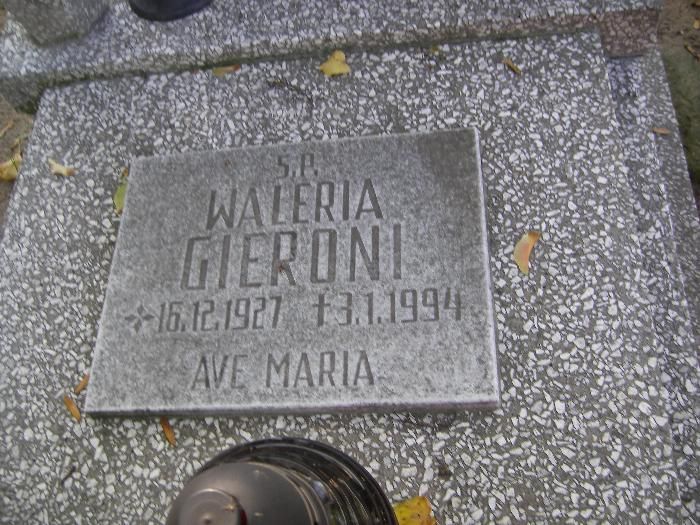 Ś.P.
WALERIA
GIERONI
16.12.1927 †3.1.1994
AVE MARIA